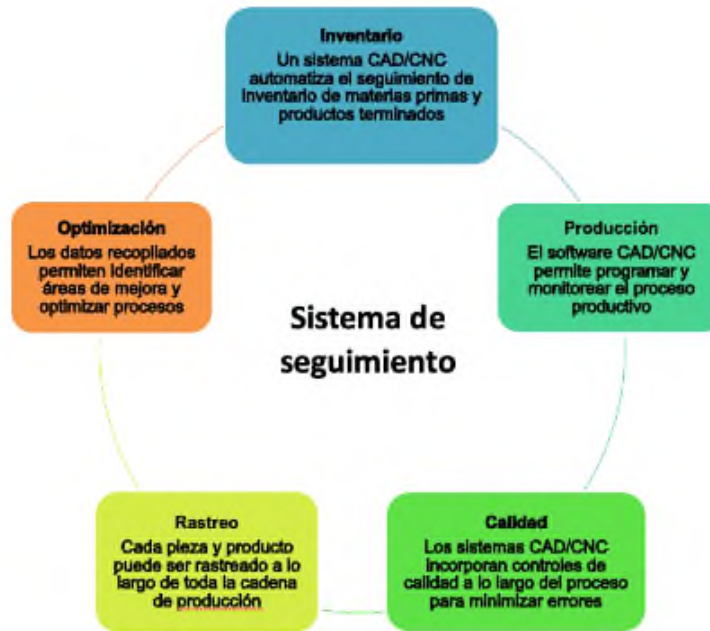 Inventario
Un sistema CAD/CNC
automatiza el seguimiento de
inventario de materias primas y
productos terminados
Producción
El software CAD/CNC
permite programar y
monitorear el proceso
productivo
Calidad
Los sistemas CAD/CNC
incorporan controles de
calidad a lo largo del proceso
para minimizar errores
Rastreo
Cada pieza y producto
puede ser rastreado a lo
largo de toda la cadena
de producción
Optimización
Los datos recopilados
permiten identificar
áreas de mejora y
optimizar procesos
Sistema de
seguimiento